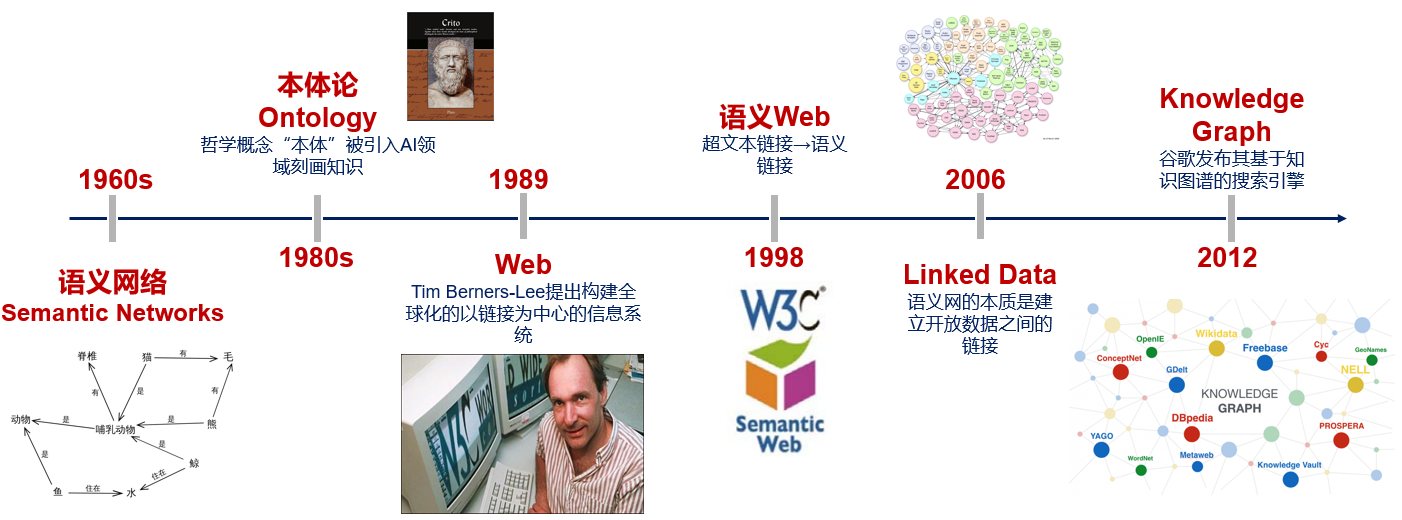 1960s
语义网络
Semantic Networks
脊椎
猫
有
毛
有
是
有
动物
是
哺乳动物
是
熊
是
是
鲸
住在
鱼
住在
水
本体论
Ontology
哲学概念“本体”被引入AI领
域刻画知识
1980s
Crito
1989
Web
Tim Berners-Lee提出构建全
球化的以链接为中心的信息系
统
W3C
语义Web
超文本链接→语义
链接
1998
W3C®
Semantic
Web
2006
Linked Data
语义网的本质是建
立开放数据之间的
链接
Knowledge
Graph
谷歌发布其基于知
识图谱的搜索引擎
2012
OpenIE
Wikidata
Freebase
Cyc
GeoNames
ConceptNet
GDelt
NELL
KNOWLEDGE
GRAPH
DBpedia
PROSPERA
YAGO
WordNet
Metaweb
Knowledge Vault